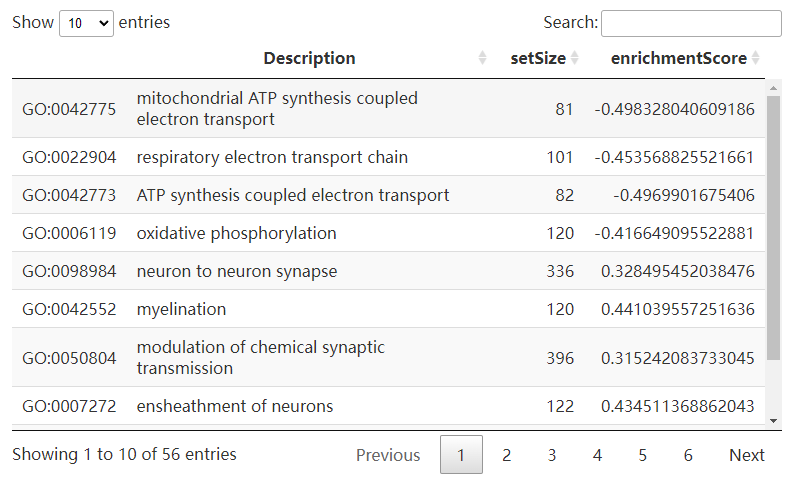 Show 10 entries Search:
Description setSize enrichmentScore
GO:0042775 mitochondrial ATP synthesis coupled electron transport 81 -0.498328040609186
GO:0022904 respiratory electron transport chain 101 -0.453568825521661
GO:0042773 ATP synthesis coupled electron transport 82 -0.4969901675406
GO:0006119 oxidative phosphorylation 120 -0.416649095522881
GO:0098984 neuron to neuron synapse 336 0.328495452038476
GO:0042552 myelination 120 0.441039557251636
GO:0050804 modulation of chemical synaptic transmission 396 0.315242083733045
GO:0007272 ensheathment of neurons 122 0.434511368862043
Showing 1 to 10 of 56 entries Previous 1 2 3 4 5 6 Next